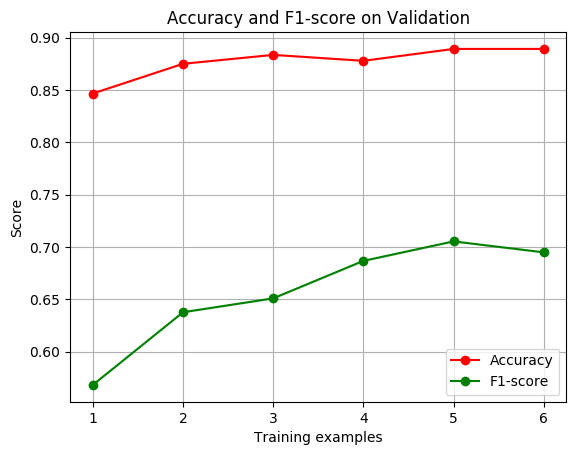 Accuracy and F1-score on Validation
0.90
0.85
0.80
0.75
0.70
0.65
0.60
Score
1 2 3 4 5 6
Training examples
Accuracy
F1-score